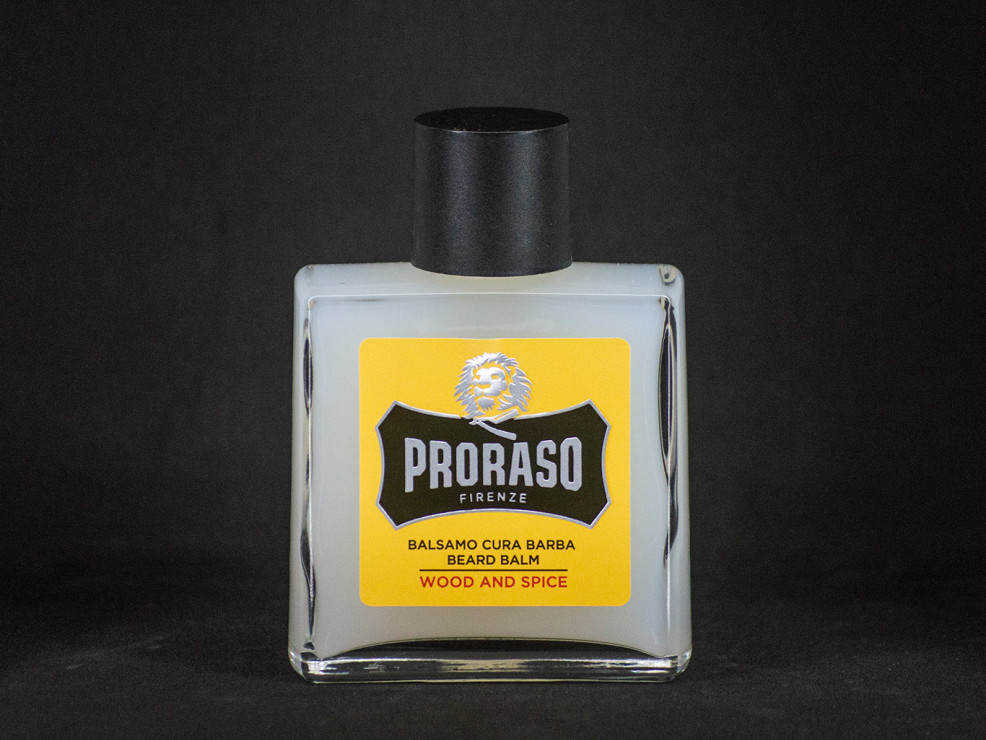 PRORASO
FIRENZE
BALSAMO CURA BARBA
BEARD BALM
WOOD AND SPICE